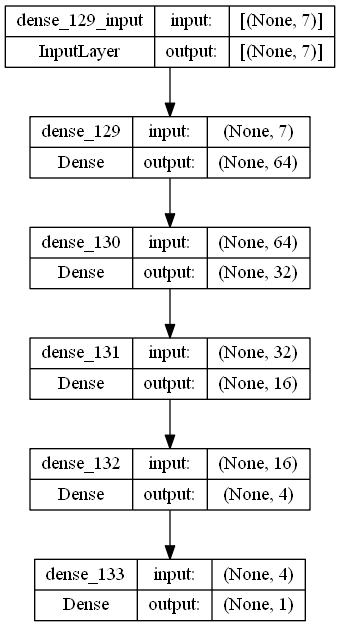 dense_129_input input: [(None, 7)]
InputLayer output: [(None, 7)]
dense_129 input: (None, 7)
Dense output: (None, 64)
dense_130 input: (None, 64)
Dense output: (None, 32)
dense_131 input: (None, 32)
Dense output: (None, 16)
dense_132 input: (None, 16)
Dense output: (None, 4)
dense_133 input: (None, 4)
Dense output: (None, 1)